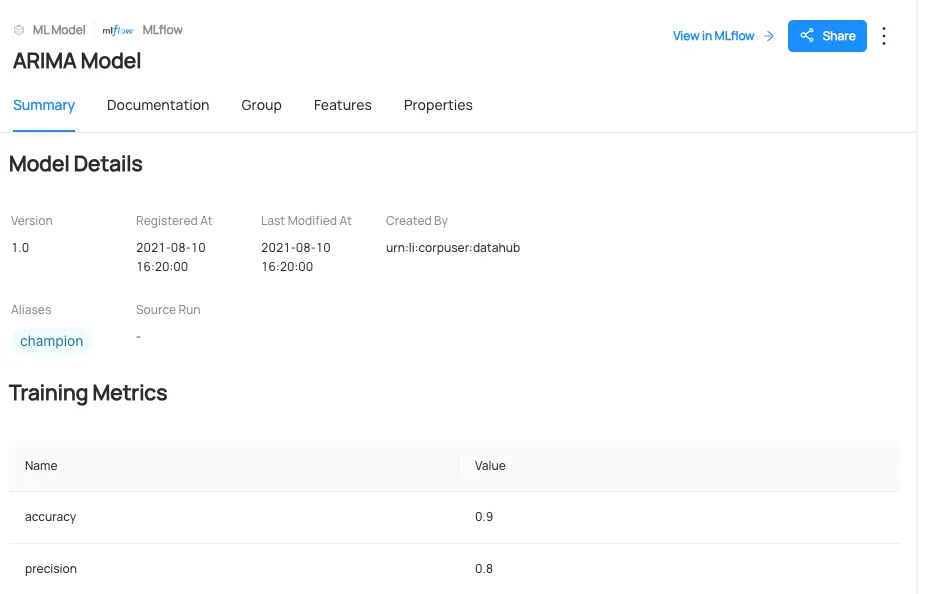 ML Model mlflow MLflow
View in MLflow Share
ARIMA Model
Summary Documentation Group Features Properties
Model Details
Version Registered At Last Modified At Created By
1.0 2021-08-10 2021-08-10 urn:li:corpuser:datahub
16:20:00 16:20:00
Aliases Source Run
champion -
Training Metrics
Name Value
accuracy 0.9
precision 0.8